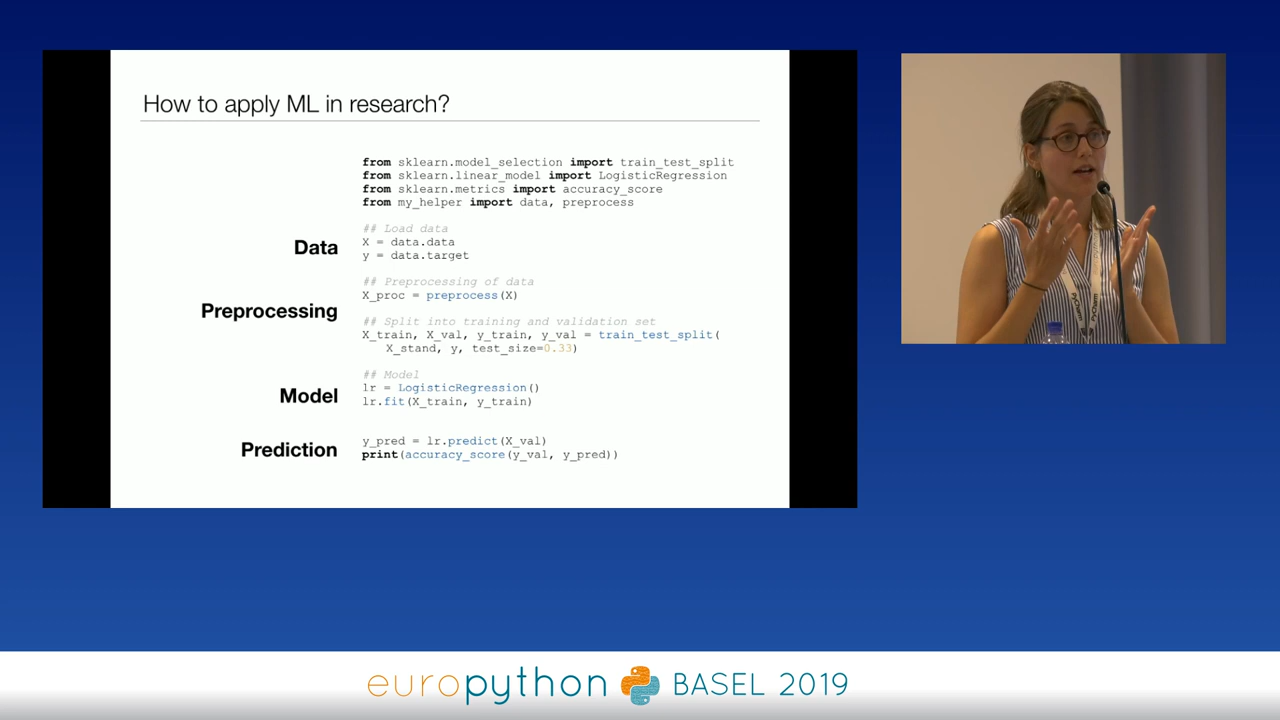 How to apply ML in research?
from sklearn.model_selection import train_test_split
from sklearn.linear_model import LogisticRegression
from sklearn.metrics import accuracy_score
from my_helper import data, preprocess
Data
## Load data
X = data.data
y = data.target
Preprocessing
## Preprocessing of data
X_proc = preprocess(X)
## Split into training and validation set
X_train, X_val, y_train, y_val = train_test_split(
X_stand, y, test_size=0.33)
Model
## Model
lr = LogisticRegression()
lr.fit(X_train, y_train)
Prediction
y_pred = lr.predict(X_val)
print(accuracy_score(y_val, y_pred))
europython BASEL 2019